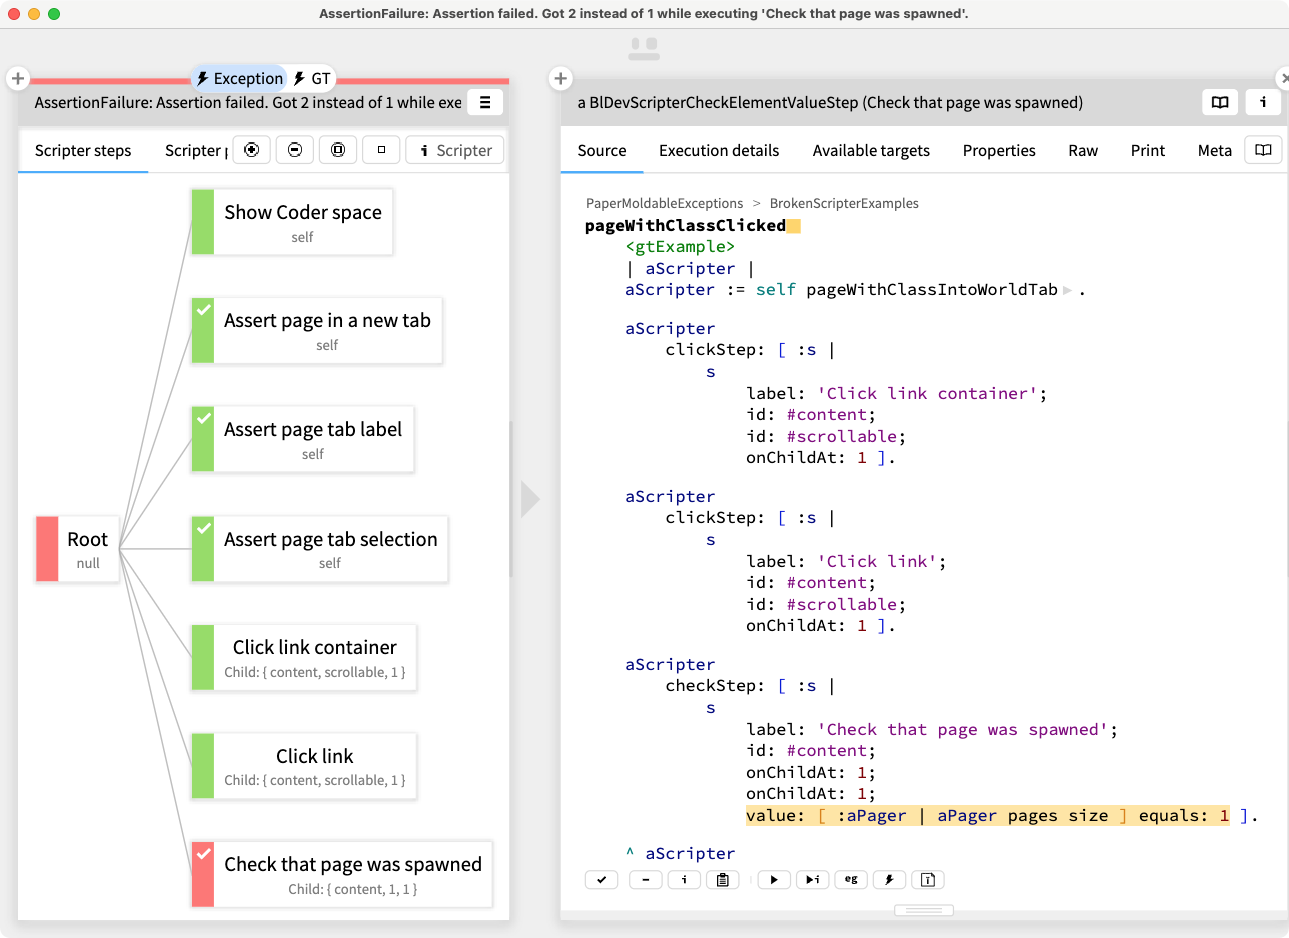 AssertionFailure: Assertion failed. Got 2 instead of 1 while executing 'Check that page was spawned'.
Exception GT
AssertionFailure: Assertion failed. Got 2 instead of 1 while exe
Scripter steps Scripter Scripter
Show Coder space
self
Assert page in a new tab
self
Assert page tab label
self
Assert page tab selection
self
Root
null
Click link container
Child: { content, scrollable, 1 }
Click link
Child: { content, scrollable, 1 }
Check that page was spawned
Child: { content, 1, 1 }
a BlDevScripterCheckElementValueStep (Check that page was spawned)
Source Execution details Available targets Properties Raw Print Meta
PaperMoldableExceptions > BrokenScripterExamples
pageWithClassClicked
<gtExample>
| aScripter |
aScripter := self pageWithClassIntoWorldTab .
aScripter
clickStep: [ :s |
s
label: 'Click link container';
id: #content;
id: #scrollable;
onChildAt: 1 ].
aScripter
clickStep: [ :s |
s
label: 'Click link';
id: #content;
id: #scrollable;
onChildAt: 1 ].
aScripter
checkStep: [ :s |
s
label: 'Check that page was spawned';
id: #content;
onChildAt: 1;
onChildAt: 1;
value: [ :aPager | aPager pages size ] equals: 1 ].
^ aScripter
i eg